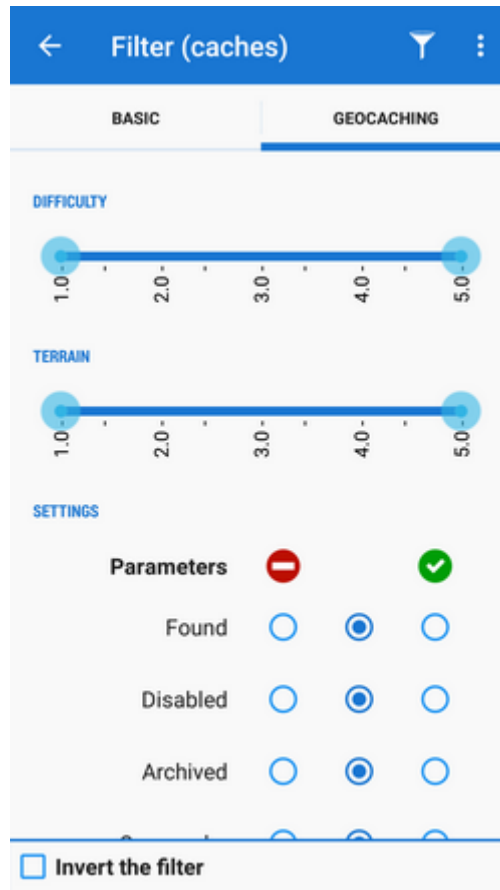 Filter (caches)
BASIC
GEOCACHING
DIFFICULTY
1.0 2.0 3.0 4.0 5.0
TERRAIN
1.0 2.0 3.0 4.0 5.0
SETTINGS
Parameters
Found
Disabled
Archived
Invert the filter